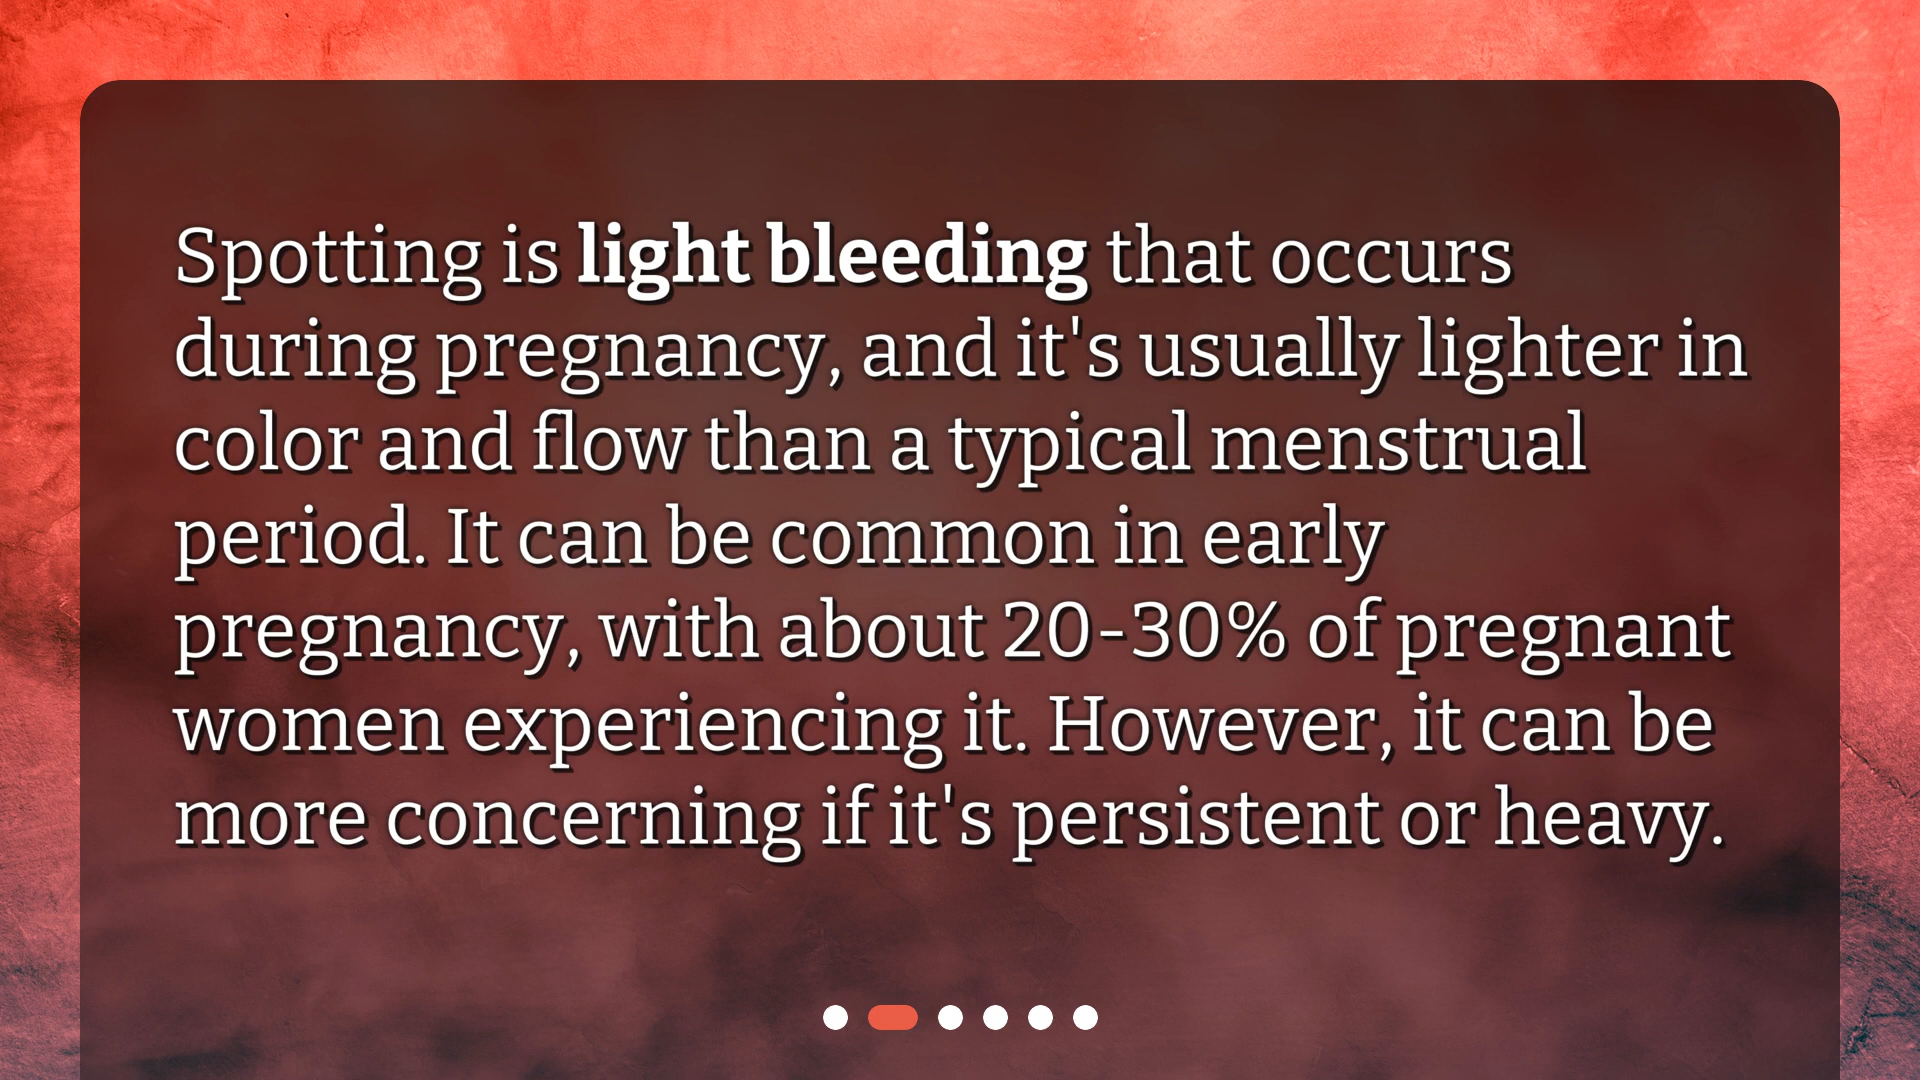 Spotting is light bleeding that occurs
during pregnancy, and it's usually lighter in
color and flow than a typical menstrual
period. It can be common in early
pregnancy, with about 20-30% of pregnant
women experiencing it. However, it can be
more concerning if it's persistent or heavy.